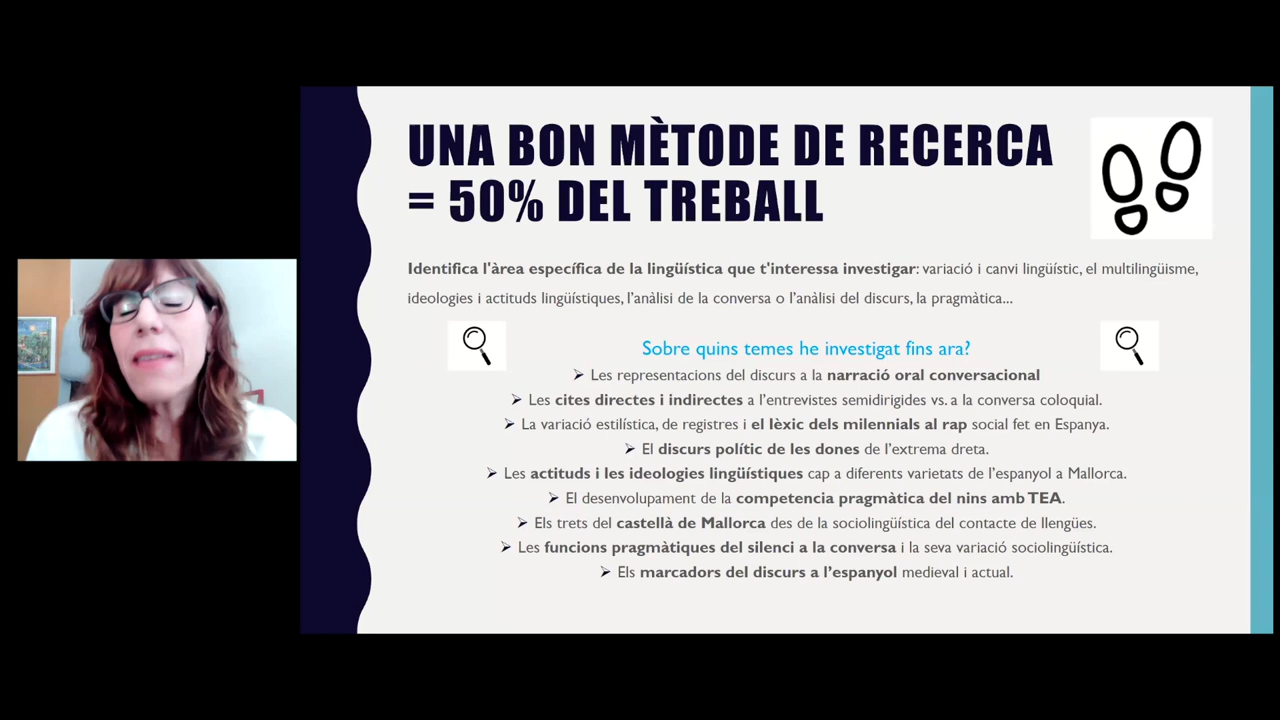 UNA BON MÈTODE DE RECERCA
= 50% DEL TREBALL
Identifica l'àrea específica de la lingüística que t'interessa investigar: variació i canvi lingüístic, el multilingüisme,
ideologies i actituds lingüístiques, l’anàlisi de la conversa o l’anàlisi del discurs, la pragmàtica...
Sobre quins temes he investigat fins ara?
➢ Les representacions del discurs a la narració oral conversacional
➢ Les cites directes i indirectes a l’entrevistes semidirigides vs. a la conversa coloquial.
➢ La variació estilística, de registres i el lèxic dels milennials al rap social fet en Espanya.
➢ El discurs polític de les dones de l’extrema dreta.
➢ Les actituds i les ideologies lingüístiques cap a diferents varietats de l’espanyol a Mallorca.
➢ El desenvolupament de la competencia pragmàtica del nins amb TEA.
➢ Els trets del castellà de Mallorca des de la sociolingüística del contacte de llengües.
➢ Les funcions pragmàtiques del silenci a la conversa i la seva variació sociolingüística.
➢ Els marcadors del discurs a l’espanyol medieval i actual.